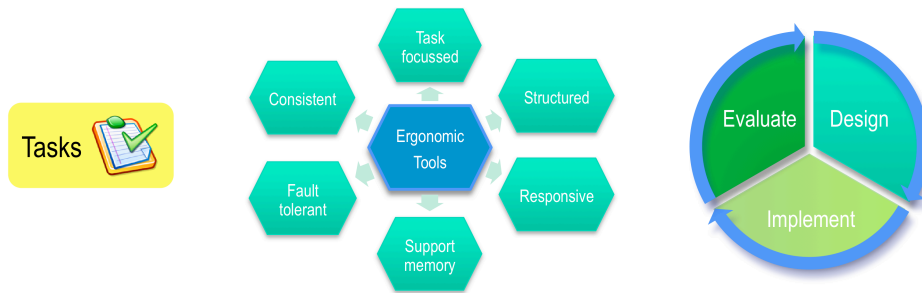 Tasks
Task
focussed
Consistent
Structured
Ergonomic
Tools
Fault
tolerant
Responsive
Support
memory
Evaluate
Design
Implement